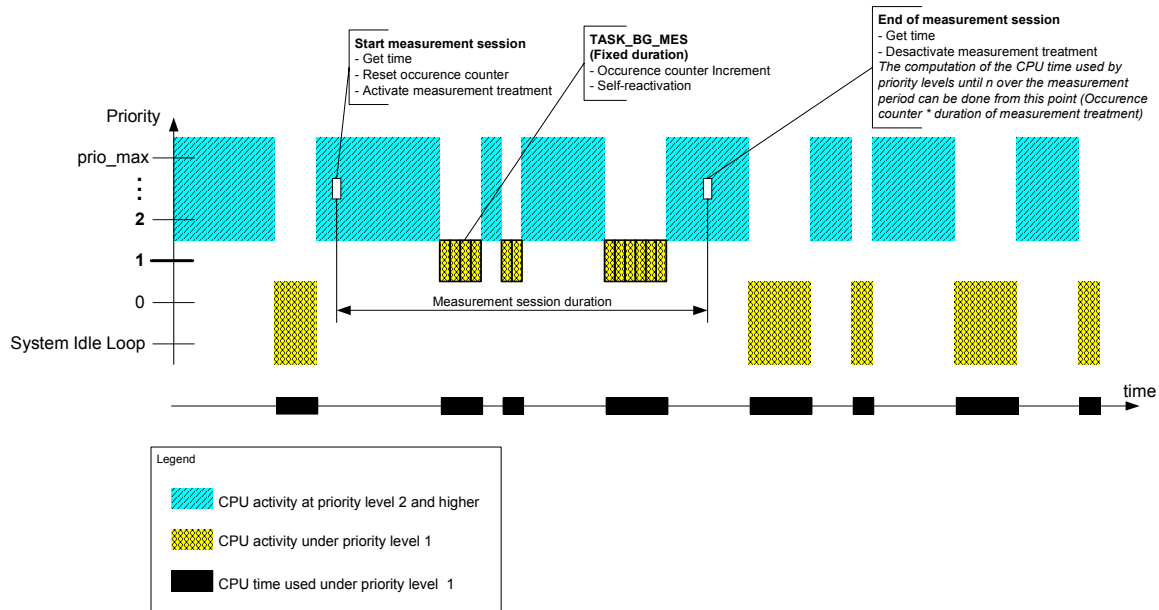 Start measurement session
- Get time
- Reset occurence counter
- Activate measurement treatment
TASK_BG_MES
(Fixed duration)
- Occurence counter Increment
- Self-reactivation
End of measurement session
- Get time
- Desactivate measurement treatment
The computation of the CPU time used by
priority levels until n over the measurement
period can be done from this point (Occurence
counter * duration of measurement treatment)
Priority
prio_max
⋮
2
1
0
System Idle Loop
Measurement session duration
time
Legend
CPU activity at priority level 2 and higher
CPU activity under priority level 1
CPU time used under priority level 1